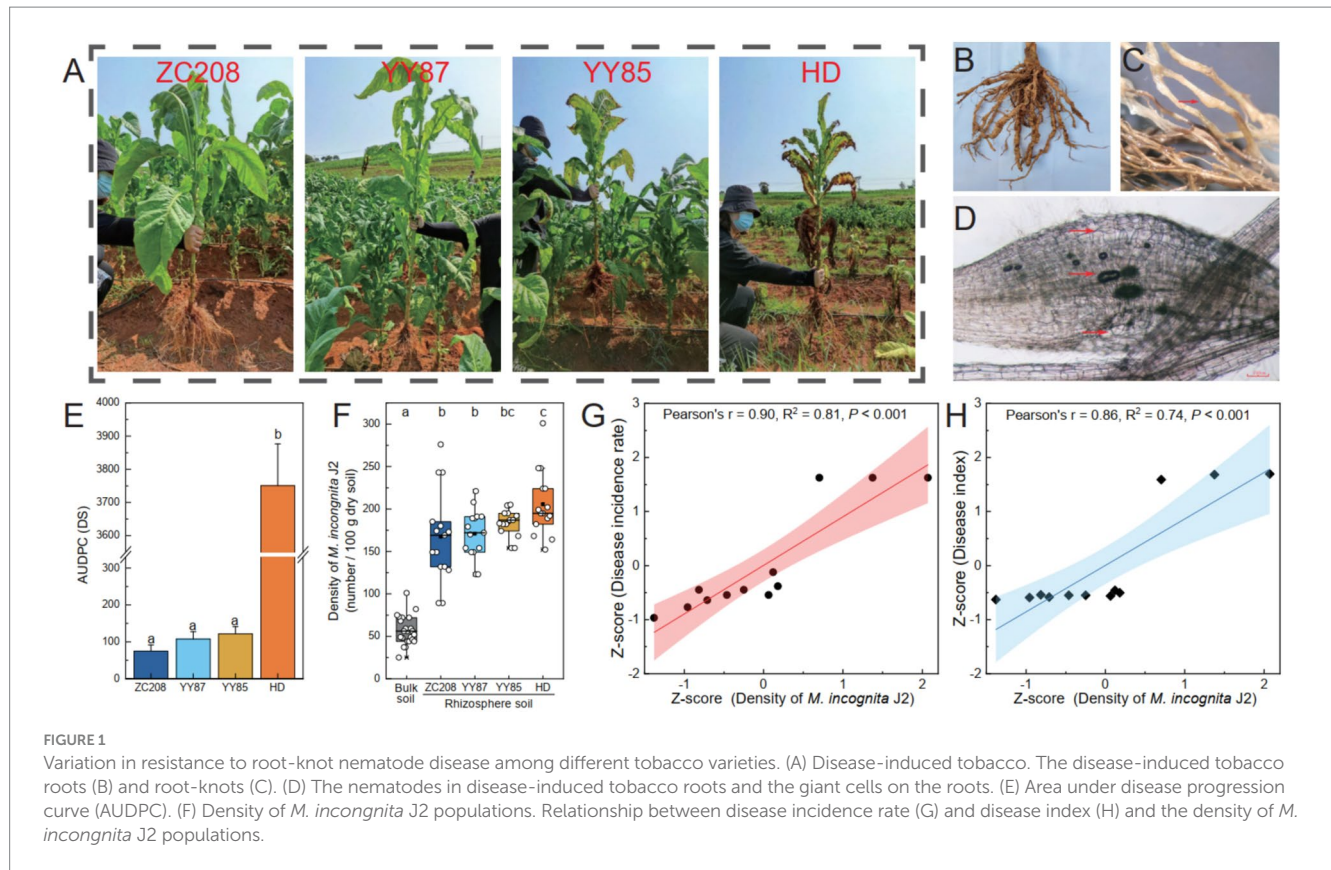 A
ZC208
YY87
YY85
HD
B
C
D
E
AUDPC (DS)
4000
3900
3800
3700
3600
200
150
100
50
0
a
a
a
b
ZC208
YY87
YY85
HD
F
Density of M. incognita J2
(number / 100 g dry soil)
300
250
200
150
100
50
0
a
b
b
bc
c
Bulk
soil
ZC208
YY87
YY85
HD
Rhizosphere soil
G
Pearson's r = 0.90, R² = 0.81, P < 0.001
Z-score (Disease incidence rate)
3
2
1
0
-1
-2
-1
0
1
2
Z-score (Density of M. incognita J2)
H
Pearson's r = 0.86, R² = 0.74, P < 0.001
Z-score (Disease index)
3
2
1
0
-1
-2
-1
0
1
2
Z-score (Density of M. incognita J2)
FIGURE 1
Variation in resistance to root-knot nematode disease among different tobacco varieties. (A) Disease-induced tobacco. The disease-induced tobacco
roots (B) and root-knots (C). (D) The nematodes in disease-induced tobacco roots and the giant cells on the roots. (E) Area under disease progression
curve (AUDPC). (F) Density of M. incongnita J2 populations. Relationship between disease incidence rate (G) and disease index (H) and the density of M.
incongnita J2 populations.